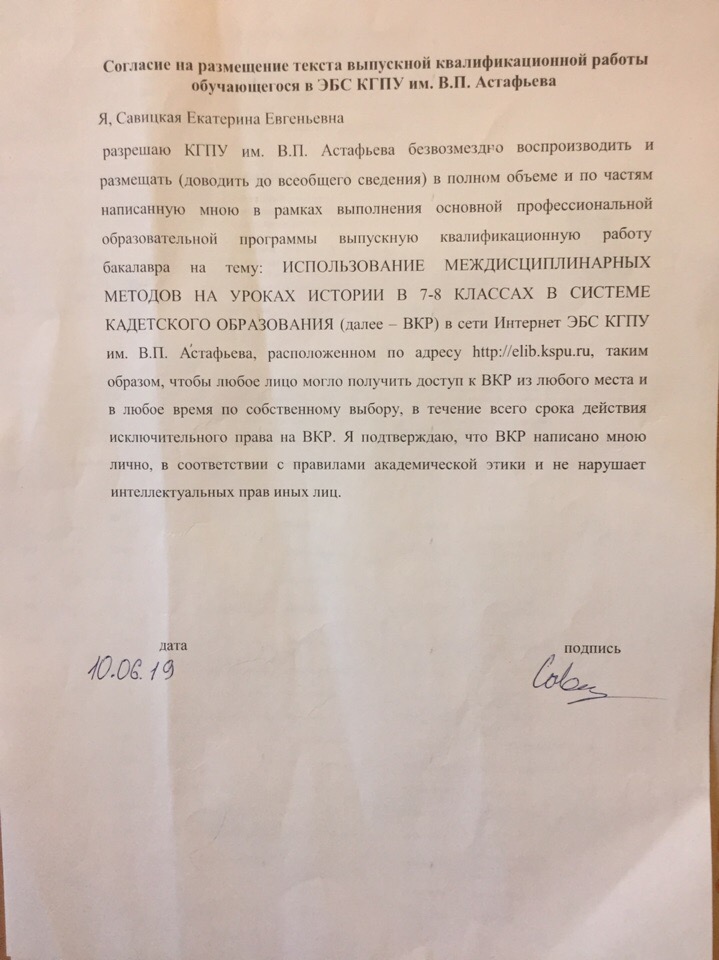 Согласие на размещение текста выпускной квалификационной работы
обучающегося в ЭБС КГПУ им. В.П. Астафьева
Я, Савицкая Екатерина Евгеньевна
разрешаю КГПУ им. В.П. Астафьева безвозмездно воспроизводить и
размещать (доводить до всеобщего сведения) в полном объеме и по частям
написанную мною в рамках выполнения основной профессиональной
образовательной программы выпускную квалификационную работу
бакалавра на тему: ИСПОЛЬЗОВАНИЕ МЕЖДИСЦИПЛИНАРНЫХ
МЕТОДОВ НА УРОКАХ ИСТОРИИ В 7-8 КЛАССАХ В СИСТЕМЕ
КАДЕТСКОГО ОБРАЗОВАНИЯ (далее – ВКР) в сети Интернет ЭБС КГПУ
им. В.П. Астафьева, расположенном по адресу http://elib.kspu.ru, таким
образом, чтобы любое лицо могло получить доступ к ВКР из любого места и
в любое время по собственному выбору, в течение всего срока действия
исключительного права на ВКР. Я подтверждаю, что ВКР написано мною
лично, в соответствии с правилами академической этики и не нарушает
интеллектуальных прав иных лиц.
дата подпись
10.06.19